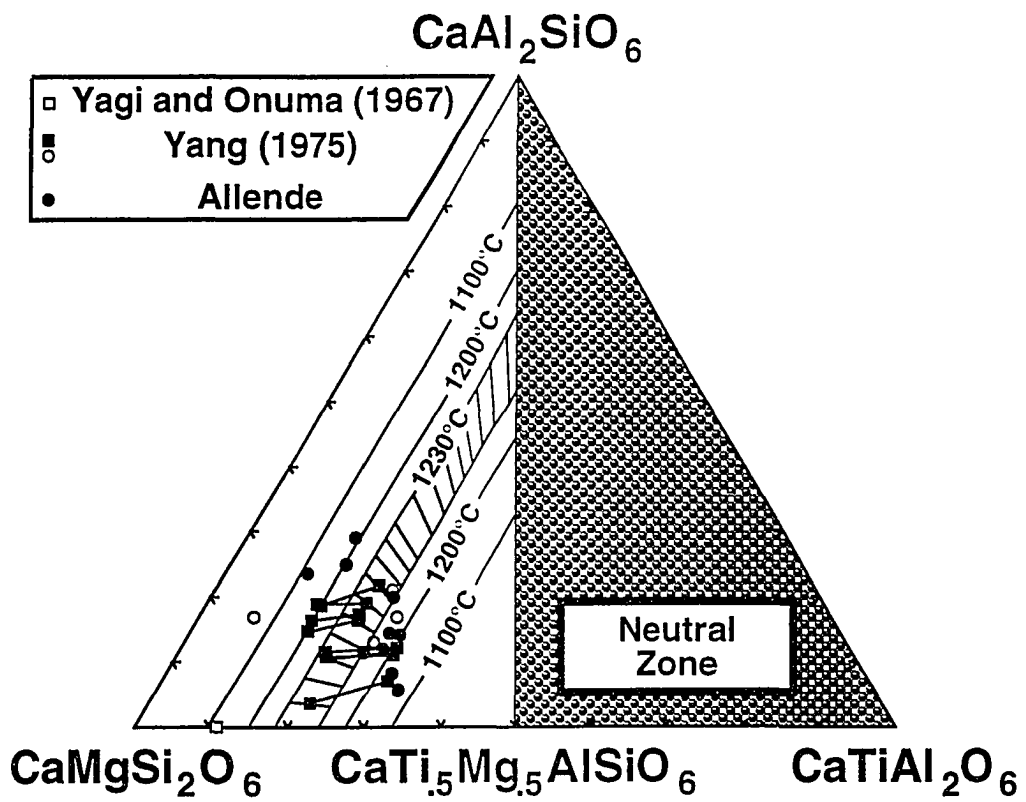 CaAl₂SiO₆
Yagi and Onuma (1967)
Yang (1975)
Allende
1100°C
1200°C
1230°C
1200°C
1100°C
Neutral
Zone
CaMgSi₂O₆ CaTi.₅Mg.₅AlSiO₆ CaTiAl₂O₆